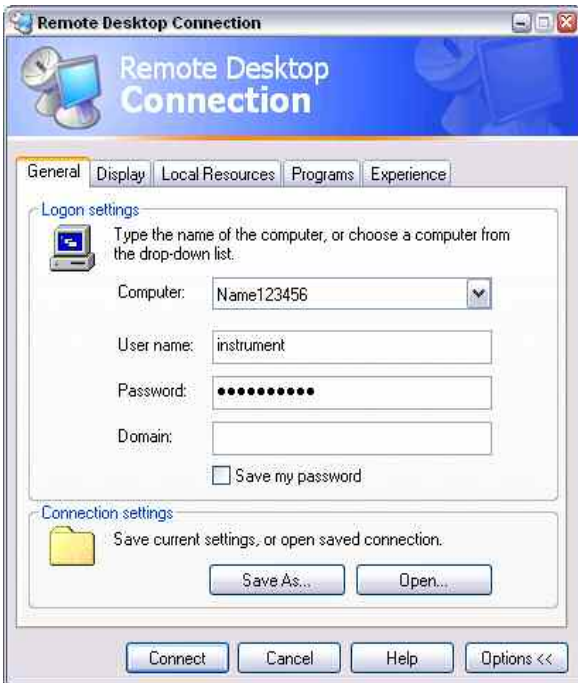 Remote Desktop Connection
Remote Desktop
Connection
General Display Local Resources Programs Experience
Logon settings
Type the name of the computer, or choose a computer from
the drop-down list.
Computer: Name123456
User name: instrument
Password: ●●●●●●●●●●
Domain:
Save my password
Connection settings
Save current settings, or open saved connection.
Save As... Open...
Connect Cancel Help Options <<